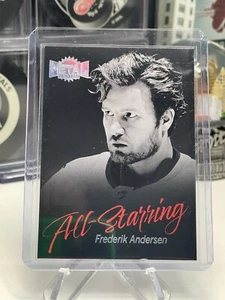 METAL
All-Starring
Frederik Andersen